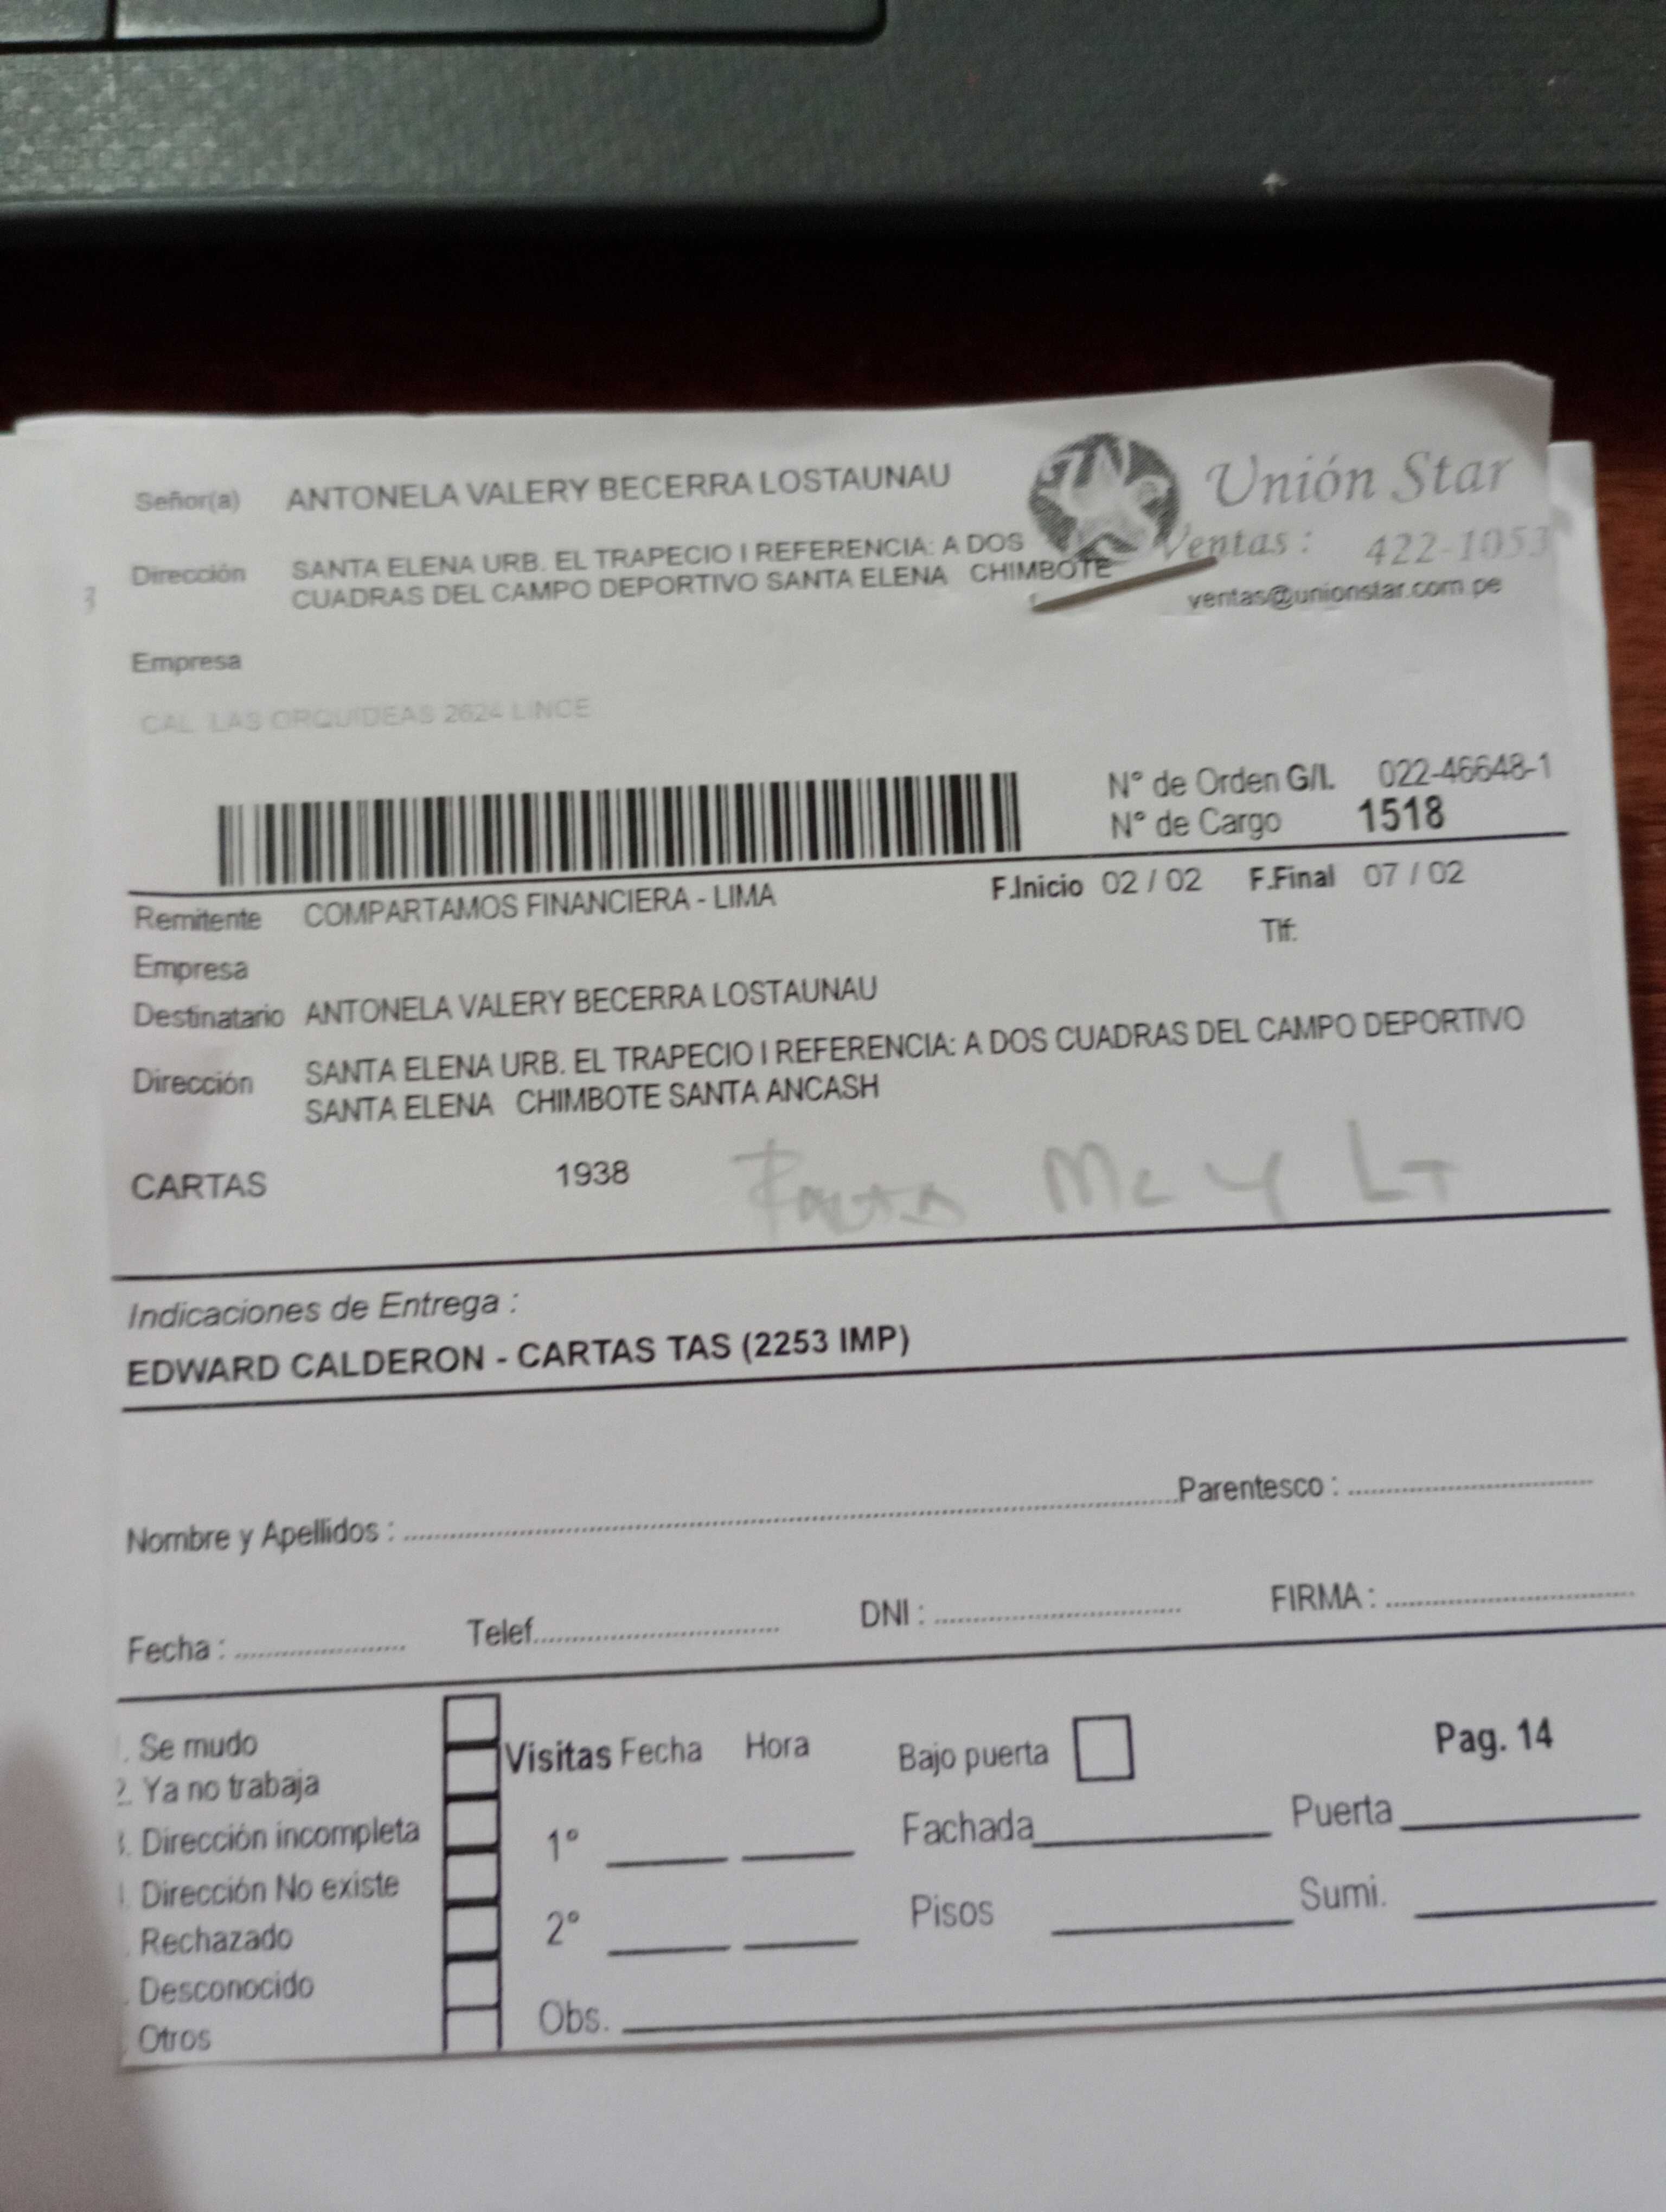 Señor(a) ANTONELA VALERY BECERRA LOSTAUNAU
Unión Star
Ventas : 422-1053
ventas@unionstar.com.pe
Dirección SANTA ELENA URB. EL TRAPECIO I REFERENCIA: A DOS
CUADRAS DEL CAMPO DEPORTIVO SANTA ELENA CHIMBOTE
Empresa
CAL. LAS ORQUIDEAS 2624 LINCE
N° de Orden G/I. 022-46648-1
N° de Cargo 1518
Remitente COMPARTAMOS FINANCIERA - LIMA F.Inicio 02 / 02 F.Final 07 / 02
Tlf:
Empresa
Destinatario ANTONELA VALERY BECERRA LOSTAUNAU
Dirección SANTA ELENA URB. EL TRAPECIO I REFERENCIA: A DOS CUADRAS DEL CAMPO DEPORTIVO
SANTA ELENA CHIMBOTE SANTA ANCASH
CARTAS 1938 Mc Y LT
Indicaciones de Entrega :
EDWARD CALDERON - CARTAS TAS (2253 IMP)
Nombre y Apellidos : Parentesco :
Fecha : Telef. DNI : FIRMA :
. Se mudo
2. Ya no trabaja
. Dirección incompleta
. Dirección No existe
. Rechazado
. Desconocido
. Otros
Visitas Fecha Hora Bajo puerta Pag. 14
1° Fachada Puerta
2° Pisos Sumi.
Obs.